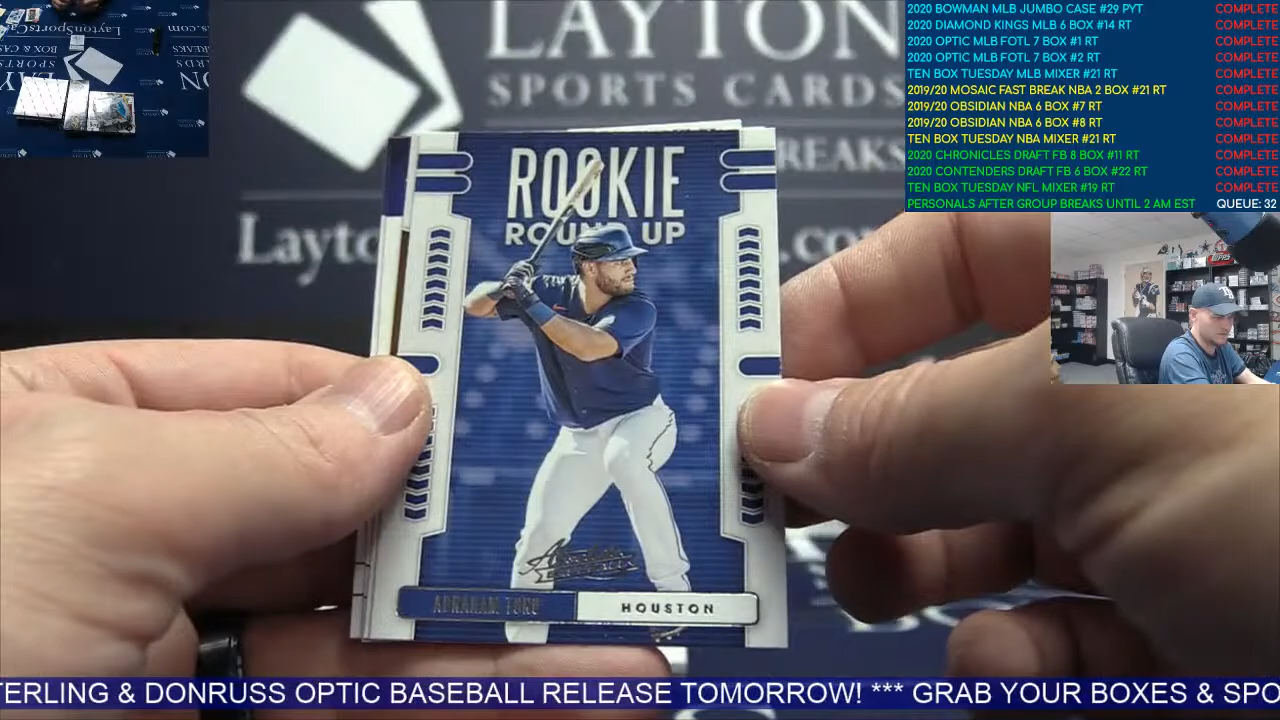 LAYTON
SPORTS CARDS
BREAKS
Layto
2020 BOWMAN MLB JUMBO CASE #29 PYT COMPLETE
2020 DIAMOND KINGS MLB 6 BOX #14 RT COMPLETE
2020 OPTIC MLB FOTL 7 BOX #1 RT COMPLETE
2020 OPTIC MLB FOTL 7 BOX #2 RT COMPLETE
TEN BOX TUESDAY MLB MIXER #21 RT COMPLETE
2019/20 MOSAIC FAST BREAK NBA 2 BOX #21 RT COMPLETE
2019/20 OBSIDIAN NBA 6 BOX #7 RT COMPLETE
2019/20 OBSIDIAN NBA 6 BOX #8 RT COMPLETE
TEN BOX TUESDAY NBA MIXER #21 RT COMPLETE
2020 CHRONICLES DRAFT FB 8 BOX #11 RT COMPLETE
2020 CONTENDERS DRAFT FB 6 BOX #22 RT COMPLETE
TEN BOX TUESDAY NFL MIXER #19 RT COMPLETE
PERSONALS AFTER GROUP BREAKS UNTIL 2 AM EST QUEUE: 32
ROOKIE
ROUND UP
Absolute
BASEBALL
ABRAHAM TORO HOUSTON
TERLING & DONRUSS OPTIC BASEBALL RELEASE TOMORROW! *** GRAB YOUR BOXES & SPO